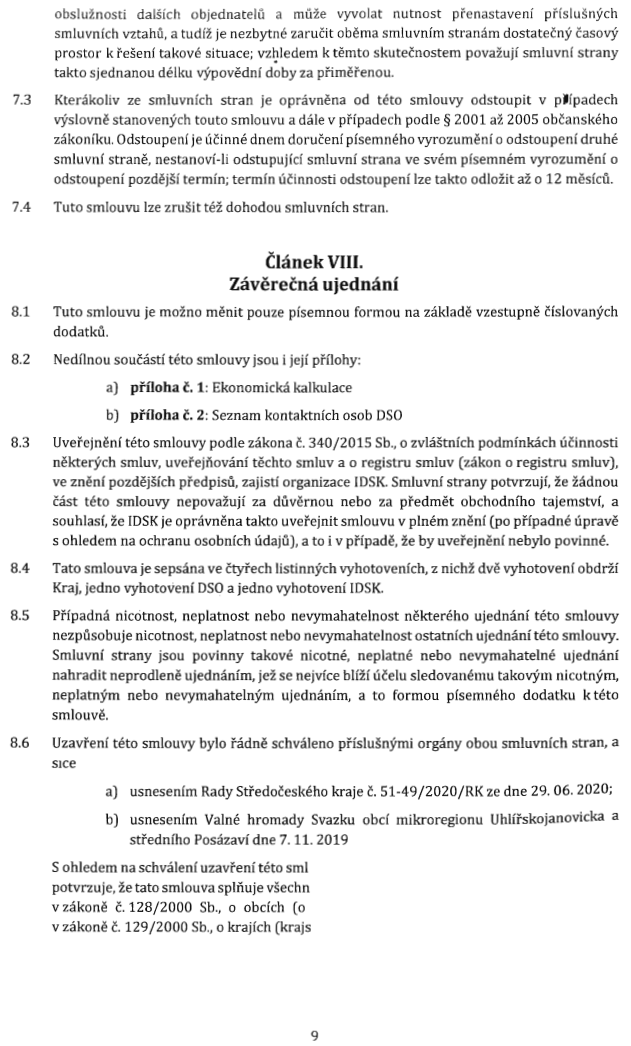 obslužnosti dalších objednatelů a může vyvolat nutnost přenastavení příslušných
smluvních vztahů, a tudíž je nezbytné zaručit oběma smluvním stranám dostatečný časový
prostor k řešení takové situace; vzhledem k těmto skutečnostem považují smluvní strany
takto sjednanou délku výpovědní doby za přiměřenou.
7.3 Kterákoliv ze smluvních stran je oprávněna od této smlouvy odstoupit v případech
výslovně stanovených touto smlouvu a dále v případech podle § 2001 až 2005 občanského
zákoníku. Odstoupení je účinné dnem doručení písemného vyrozumění o odstoupení druhé
smluvní straně, nestanoví-li odstupující smluvní strana ve svém písemném vyrozumění o
odstoupení pozdější termín; termín účinnosti odstoupení lze takto odložit až o 12 měsíců.
7.4 Tuto smlouvu lze zrušit též dohodou smluvních stran.
Článek VIII.
Závěrečná ujednání
8.1 Tuto smlouvu je možno měnit pouze písemnou formou na základě vzestupně číslovaných
dodatků.
8.2 Nedílnou součástí této smlouvy jsou i její přílohy:
a) příloha č. 1: Ekonomická kalkulace
b) příloha č. 2: Seznam kontaktních osob DSO
8.3 Uveřejnění této smlouvy podle zákona č. 340/2015 Sb., o zvláštních podmínkách účinnosti
některých smluv, uveřejňování těchto smluv a o registru smluv (zákon o registru smluv),
ve znění pozdějších předpisů, zajistí organizace IDSK. Smluvní strany potvrzují, že žádnou
část této smlouvy nepovažují za důvěrnou nebo za předmět obchodního tajemství, a
souhlasí, že IDSK je oprávněna takto uveřejnit smlouvu v plném znění (po případné úpravě
s ohledem na ochranu osobních údajů), a to i v případě, že by uveřejnění nebylo povinné.
8.4 Tato smlouva je sepsána ve čtyřech listinných vyhotoveních, z nichž dvě vyhotovení obdrží
Kraj, jedno vyhotovení DSO a jedno vyhotovení IDSK.
8.5 Případná nicotnost, neplatnost nebo nevymahatelnost některého ujednání této smlouvy
nezpůsobuje nicotnost, neplatnost nebo nevymahatelnost ostatních ujednání této smlouvy.
Smluvní strany jsou povinny takové nicotné, neplatné nebo nevymahatelné ujednání
nahradit neprodleně ujednáním, jež se nejvíce blíží účelu sledovanému takovým nicotným,
neplatným nebo nevymahatelným ujednáním, a to formou písemného dodatku k této
smlouvě.
8.6 Uzavření této smlouvy bylo řádně schváleno příslušnými orgány obou smluvních stran, a
sice
a) usnesením Rady Středočeského kraje č. 51-49/2020/RK ze dne 29. 06. 2020;
b) usnesením Valné hromady Svazku obcí mikroregionu Uhlířskojanovicka a
středního Posázaví dne 7. 11. 2019
S ohledem na schválení uzavření této sml
potvrzuje, že tato smlouva splňuje všechn
v zákoně č. 128/2000 Sb., o obcích (o
v zákoně č. 129/2000 Sb., o krajích (krajs
9